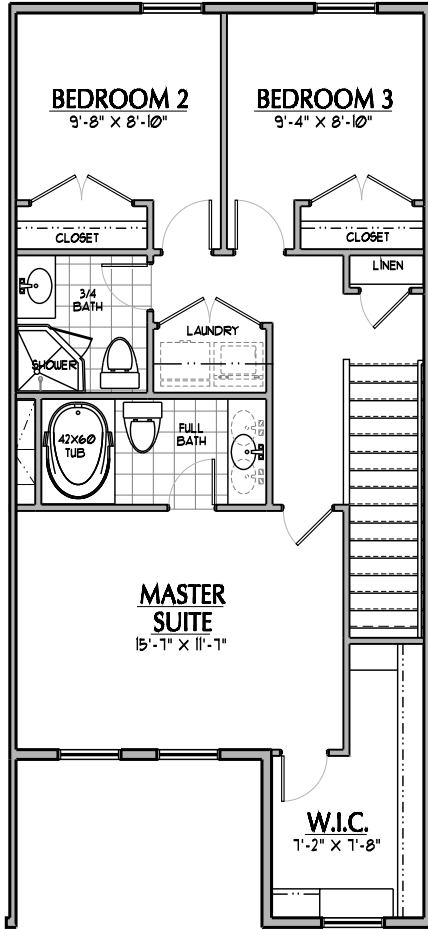 BEDROOM 2
9'-8" X 8'-10"
BEDROOM 3
9'-4" X 8'-10"
CLOSET
CLOSET
LINEN
3/4
BATH
LAUNDRY
SHOWER
42X60
TUB
FULL
BATH
MASTER
SUITE
15'-7" X 11'-7"
W.I.C.
7'-2" X 7'-8"